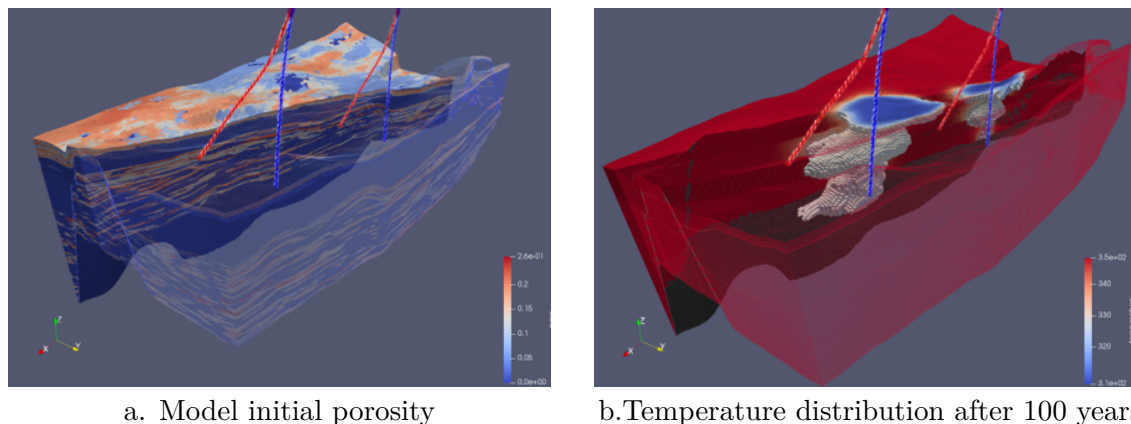 2.6e-01
0.2
0.15
0.1
0.05
0.0e+00
Z
X
Y
3.5e+02
340
330
320
3.1e+02
Z
X
Y
a. Model initial porosity
b.Temperature distribution after 100 years